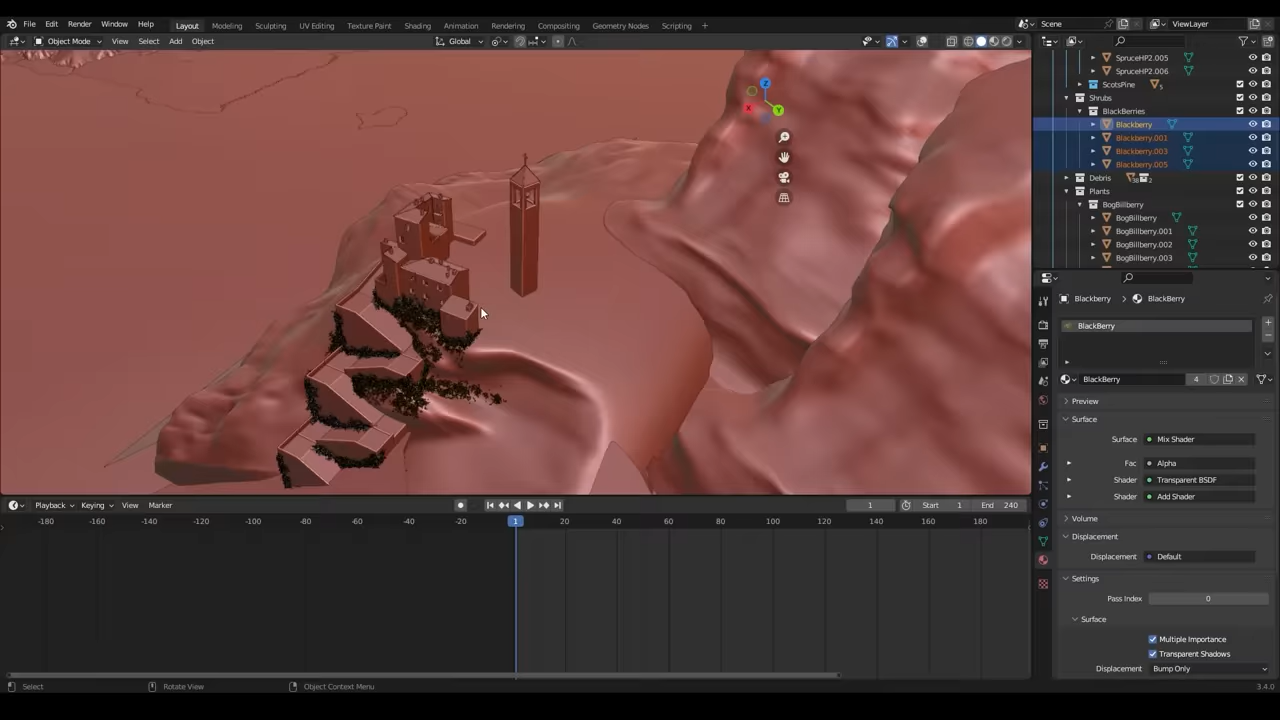 File Edit Render Window Help Layout Modeling Sculpting UV Editing Texture Paint Shading Animation Rendering Compositing Geometry Nodes Scripting + Scene ViewLayer
Object Mode View Select Add Object Global
SpruceHP2.005
SpruceHP2.006
ScotsPine
Shrubs
BlackBerries
Blackberry
Blackberry.001
Blackberry.003
Blackberry.005
Debris
Plants
BogBillberry
BogBillberry
BogBillberry.001
BogBillberry.002
BogBillberry.003
Z
X
Y
Blackberry BlackBerry
BlackBerry
BlackBerry 4
Preview
Surface
Surface Mix Shader
Fac Alpha
Shader Transparent BSDF
Shader Add Shader
Volume
Displacement
Displacement Default
Settings
Pass Index 0
Surface
Multiple Importance
Transparent Shadows
Displacement Bump Only
Playback Keying View Marker 1 Start 1 End 240
-180 -160 -140 -120 -100 -80 -60 -40 -20 1 20 40 60 80 100 120 140 160 180
Select Rotate View Object Context Menu 3.4.0